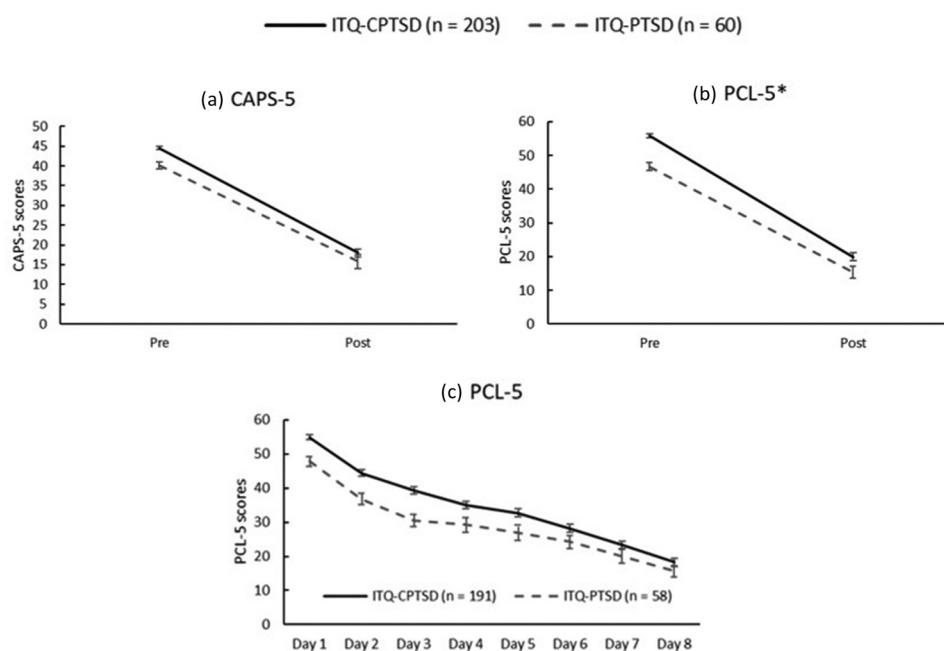 ITQ-CPTSD (n = 203) ITQ-PTSD (n = 60)
(a) CAPS-5
50
45
40
35
30
25
20
15
10
5
0
CAPS-5 scores
Pre Post
(b) PCL-5*
60
50
40
30
20
10
0
PCL-5 scores
Pre Post
(c) PCL-5
60
50
40
30
20
10
0
PCL-5 scores
ITQ-CPTSD (n = 191) ITQ-PTSD (n = 58)
Day 1 Day 2 Day 3 Day 4 Day 5 Day 6 Day 7 Day 8